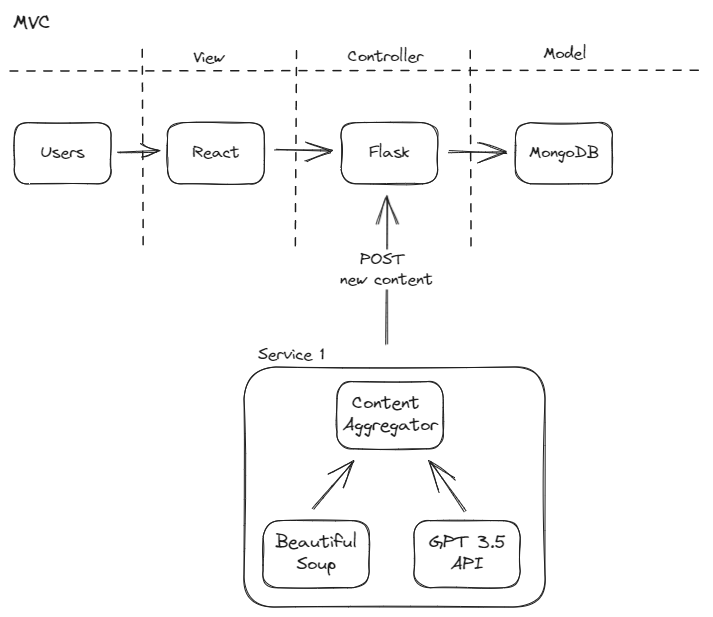 MVC
View
Controller
Model
Users
React
Flask
MongoDB
POST
new content
Service 1
Content
Aggregator
Beautiful
Soup
GPT 3.5
API